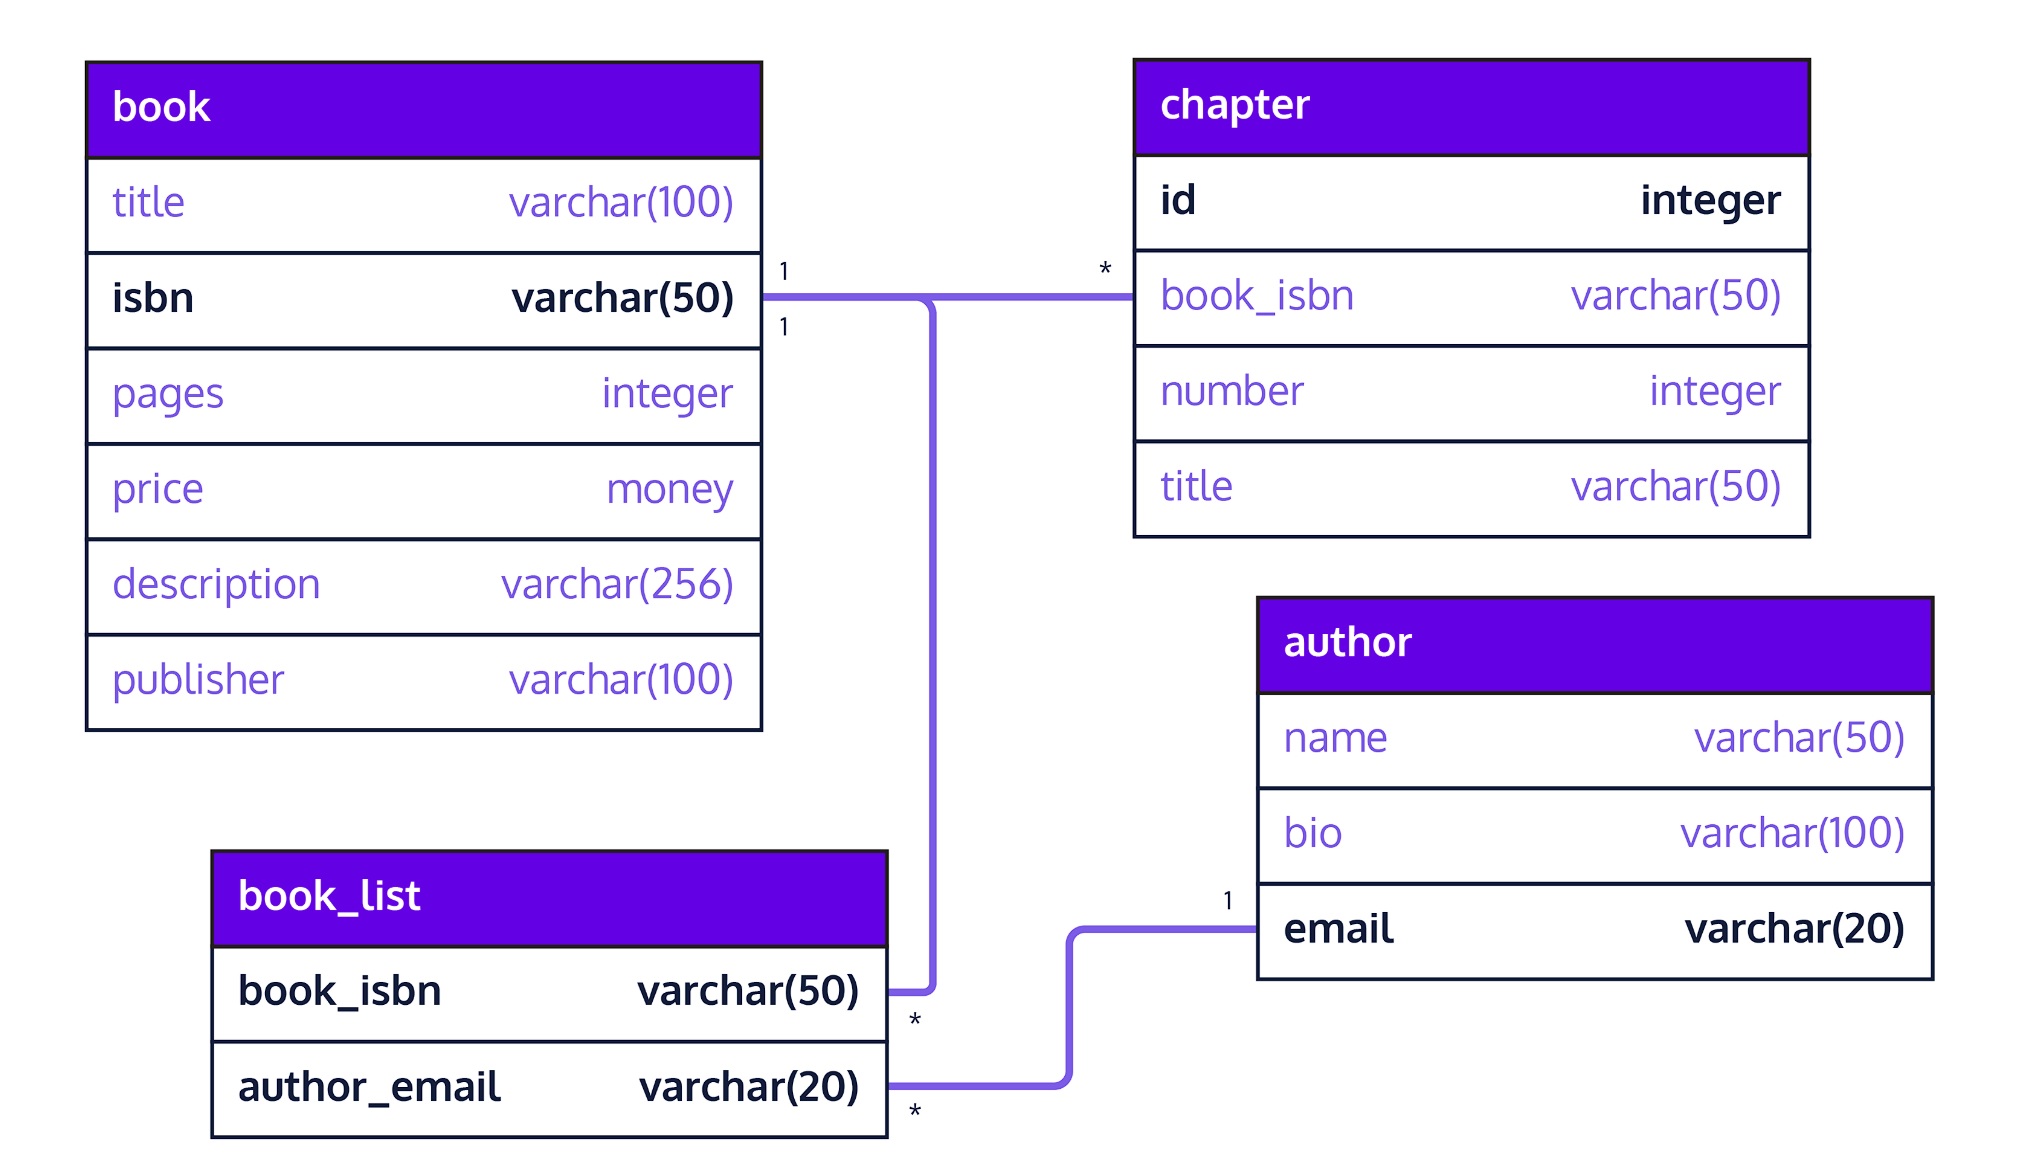 book
title varchar(100)
isbn varchar(50)
pages integer
price money
description varchar(256)
publisher varchar(100)
1 *
1
chapter
id integer
book_isbn varchar(50)
number integer
title varchar(50)
author
name varchar(50)
bio varchar(100)
email varchar(20)
1
book_list
book_isbn varchar(50)
*
author_email varchar(20)
*